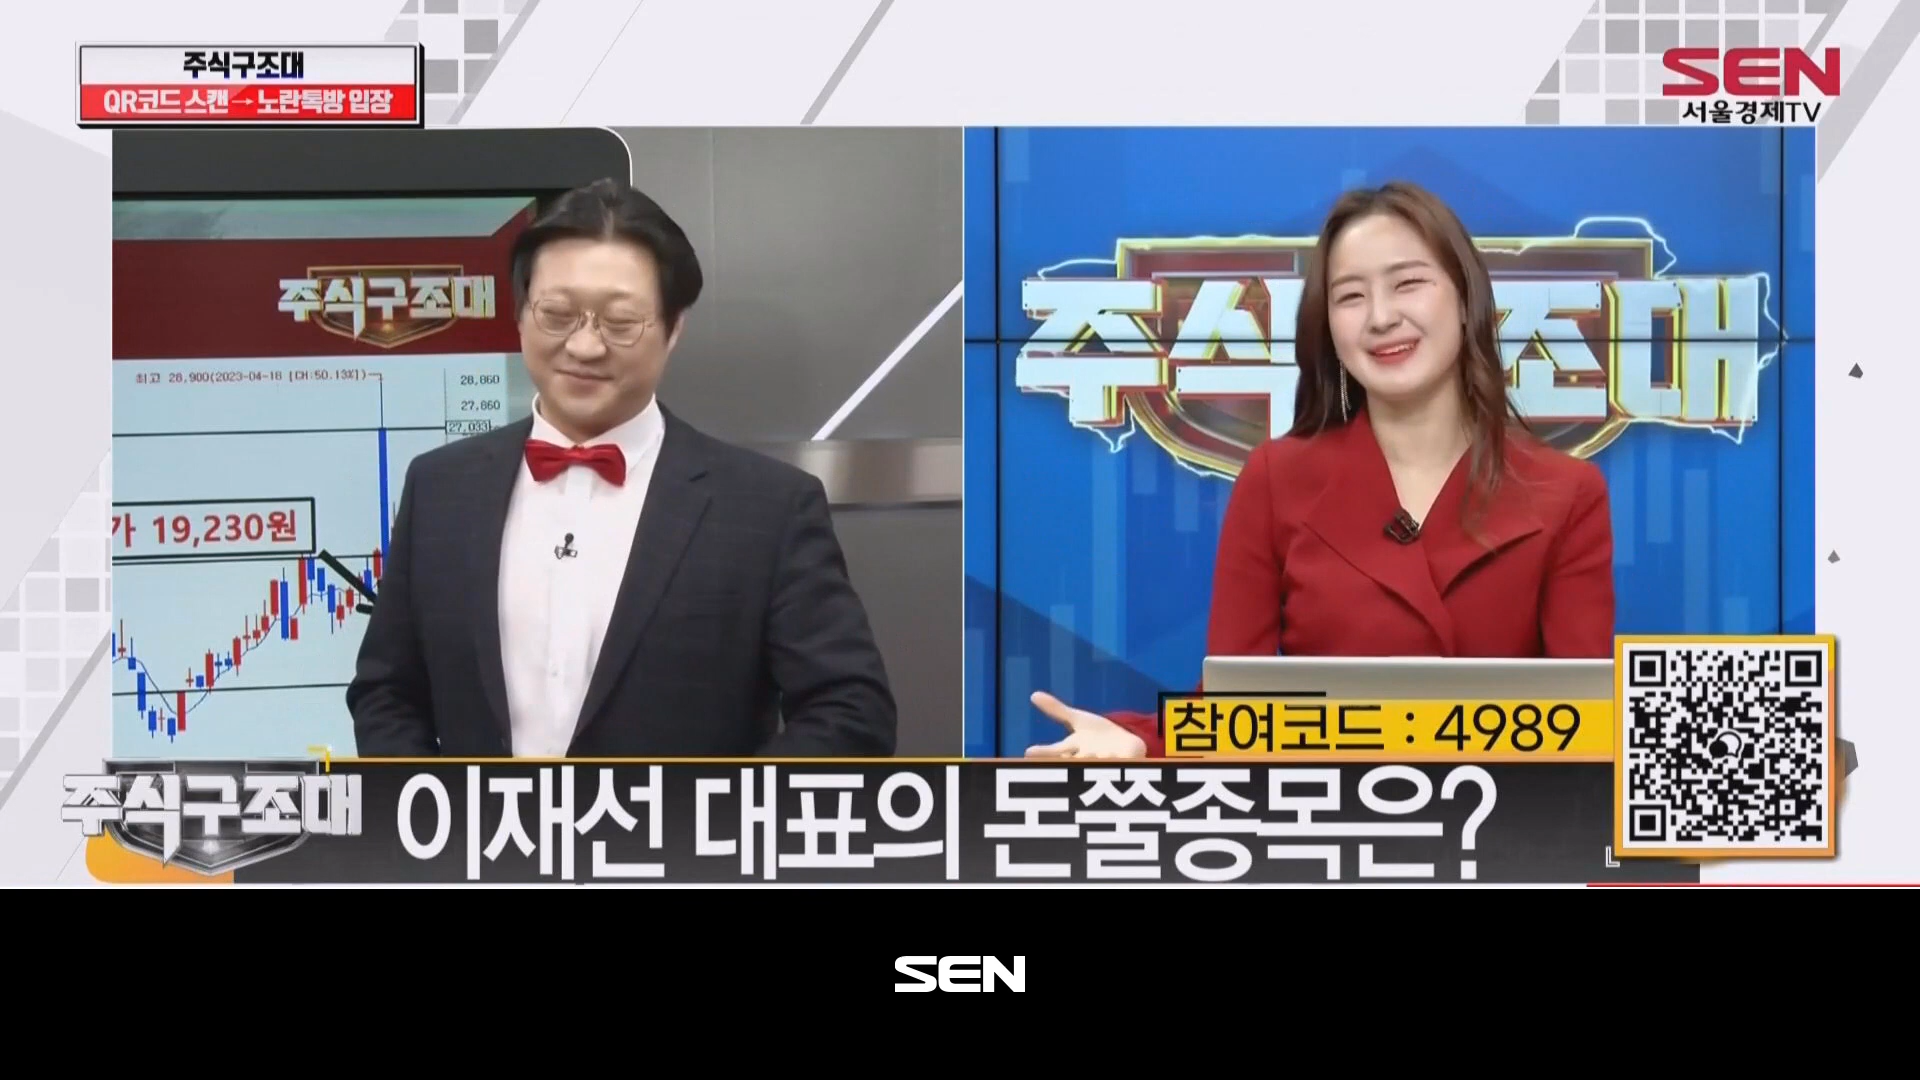 주식구조대
QR코드 스캔→노란톡방 입장
SEN
서울경제TV
주식구조대
최고 28,900(2023-04-18 [대:50.13%])
28,860
27,860
27,033
가 19,230원
주식구조대
참여코드 : 4989
주식구조대
이재선 대표의 돈쭐종목은?
SEN